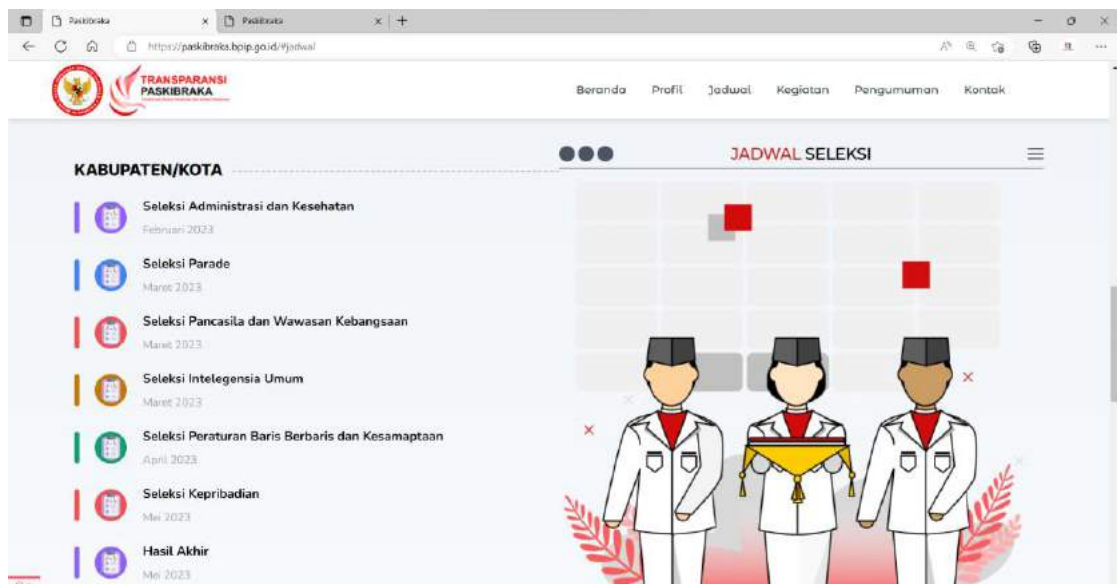 Paskibraka
Paskibraka
https://paskibraka.bpip.go.id/#jadwal
TRANSPARANSI
PASKIBRAKA
Beranda Profil Jadwal Kegiatan Pengumuman Kontak
KABUPATEN/KOTA
Seleksi Administrasi dan Kesehatan
Februari 2023
Seleksi Parade
Maret 2023
Seleksi Pancasila dan Wawasan Kebangsaan
Maret 2023
Seleksi Intelegensia Umum
Maret 2023
Seleksi Peraturan Baris Berbaris dan Kesamaptaan
April 2023
Seleksi Kepribadian
Mei 2023
Hasil Akhir
Mei 2023
JADWAL SELEKSI